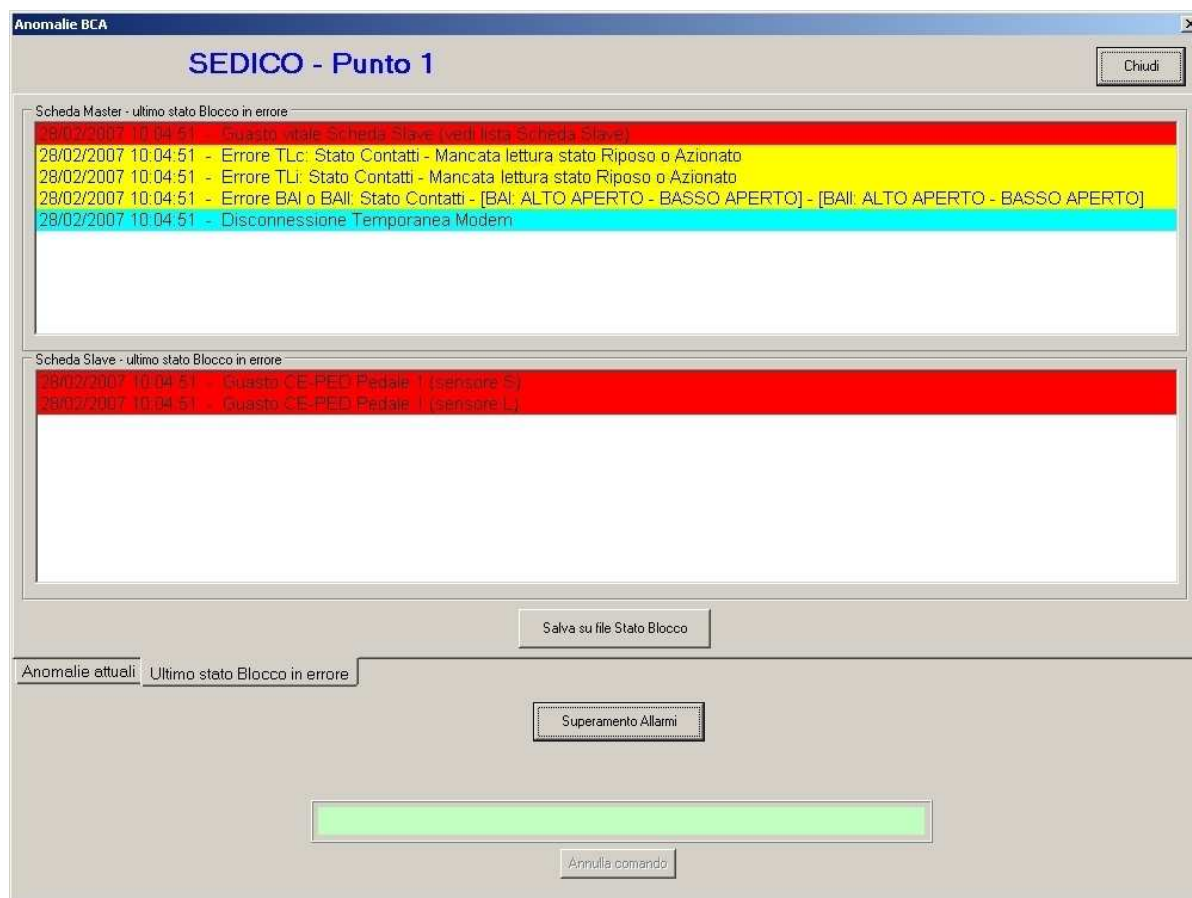 Anomalie BCA
SEDICO - Punto 1
Chiudi
Scheda Master - ultimo stato Blocco in errore
28/02/2007 10:04:51 - Guasto vitale Scheda Slave (vedi lista Scheda Slave)
28/02/2007 10:04:51 - Errore TLc: Stato Contatti - Mancata lettura stato Riposo o Azionato
28/02/2007 10:04:51 - Errore TLi: Stato Contatti - Mancata lettura stato Riposo o Azionato
28/02/2007 10:04:51 - Errore BAI o BAII: Stato Contatti - [BAI: ALTO APERTO - BASSO APERTO] - [BAII: ALTO APERTO - BASSO APERTO]
28/02/2007 10:04:51 - Disconnessione Temporanea Modem
Scheda Slave - ultimo stato Blocco in errore
28/02/2007 10:04:51 - Guasto CE-PED Pedale 1 (sensore S)
28/02/2007 10:04:51 - Guasto CE-PED Pedale 1 (sensore L)
Salva su file Stato Blocco
Anomalie attuali Ultimo stato Blocco in errore
Superamento Allarmi
Annulla comando